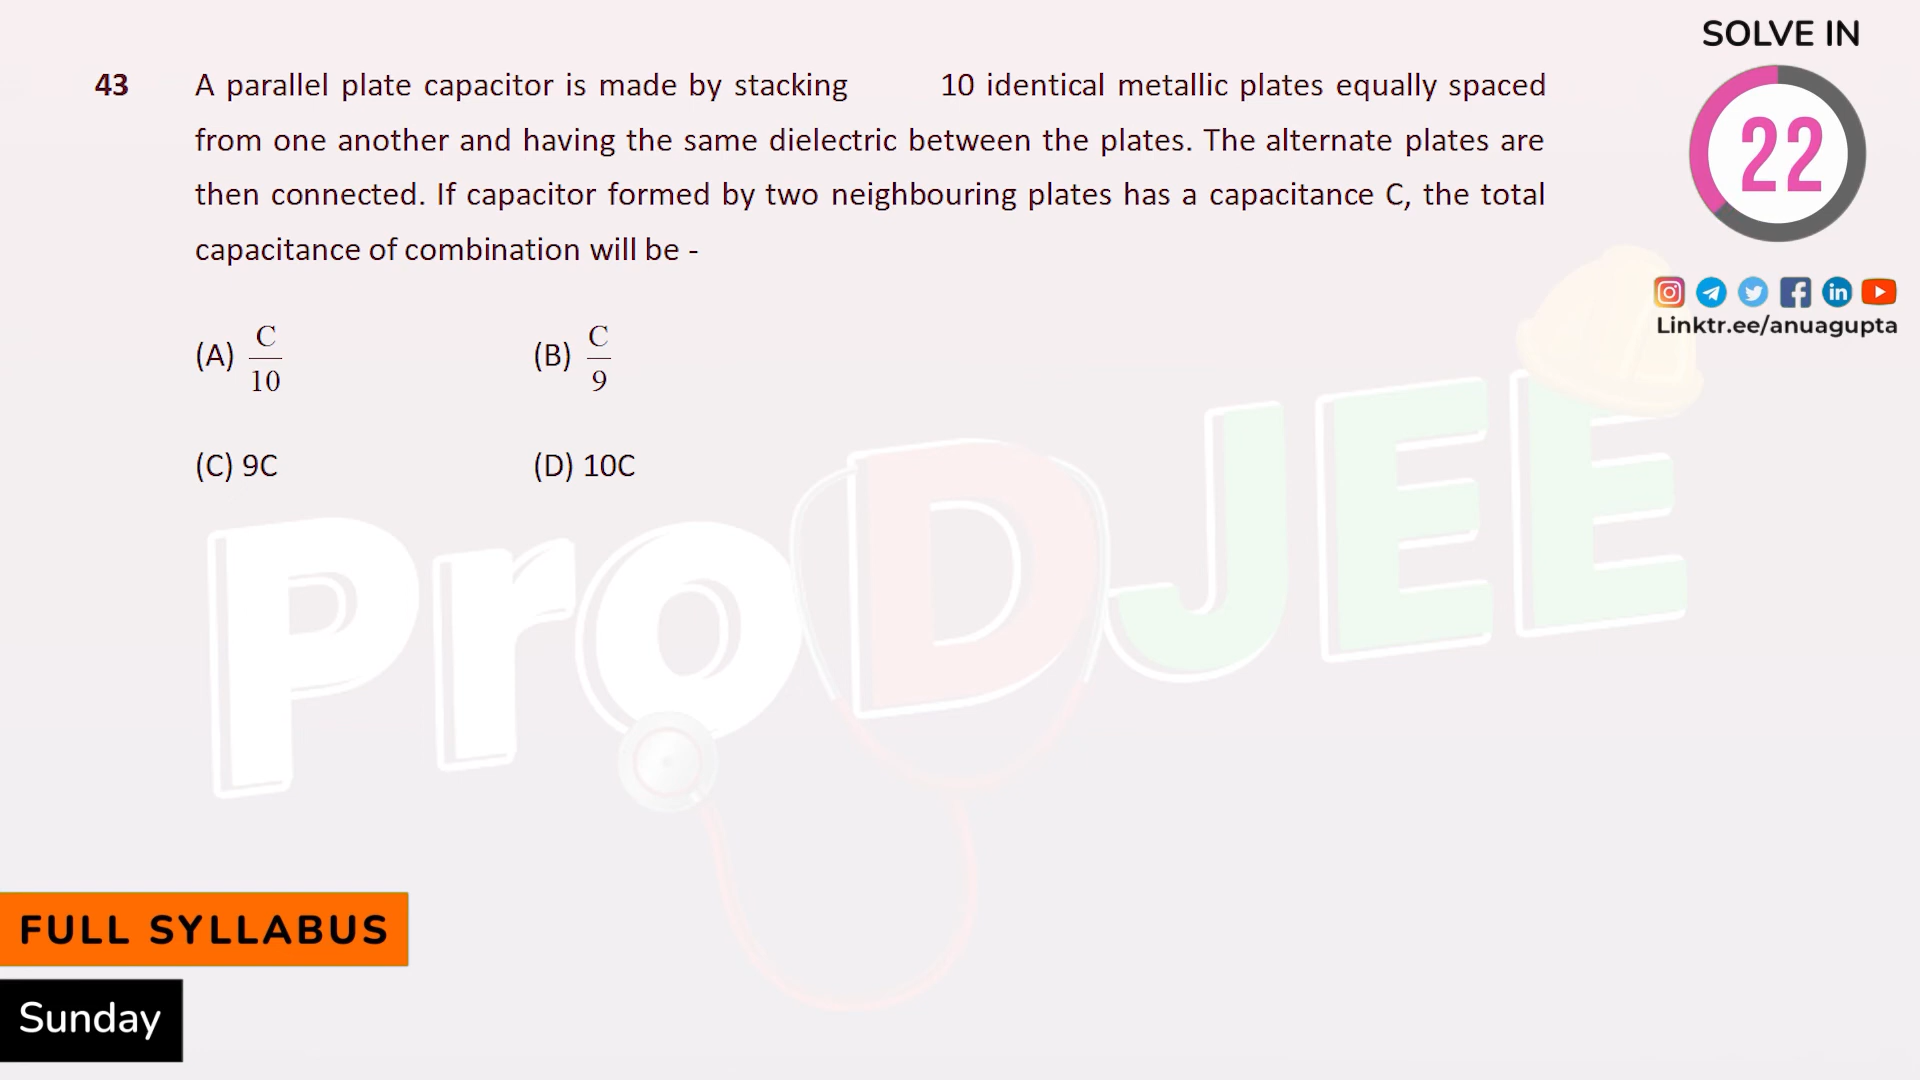 SOLVE IN
22
Linktr.ee/anuagupta
43 A parallel plate capacitor is made by stacking 10 identical metallic plates equally spaced
from one another and having the same dielectric between the plates. The alternate plates are
then connected. If capacitor formed by two neighbouring plates has a capacitance C, the total
capacitance of combination will be -
(A) C/10 (B) C/9
(C) 9C (D) 10C
ProDJEE
FULL SYLLABUS
Sunday